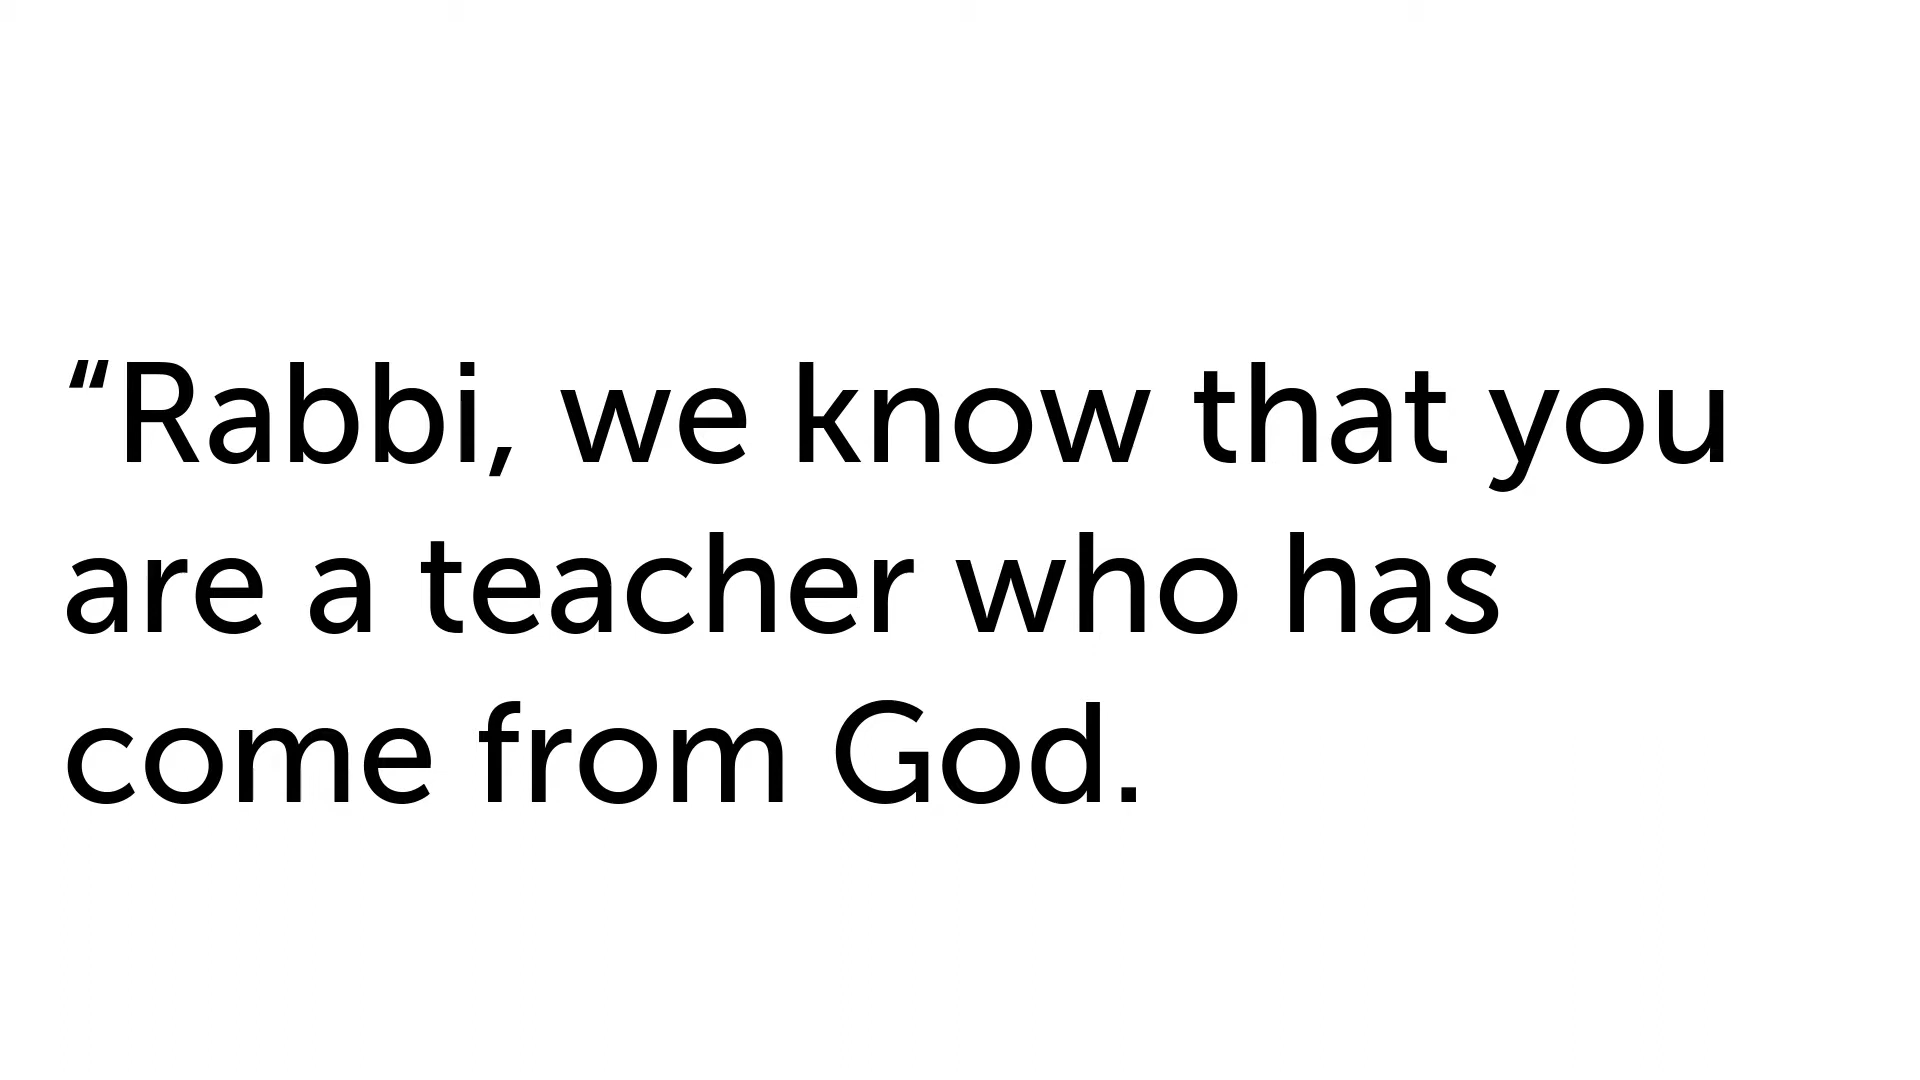 “Rabbi, we know that you
are a teacher who has
come from God.